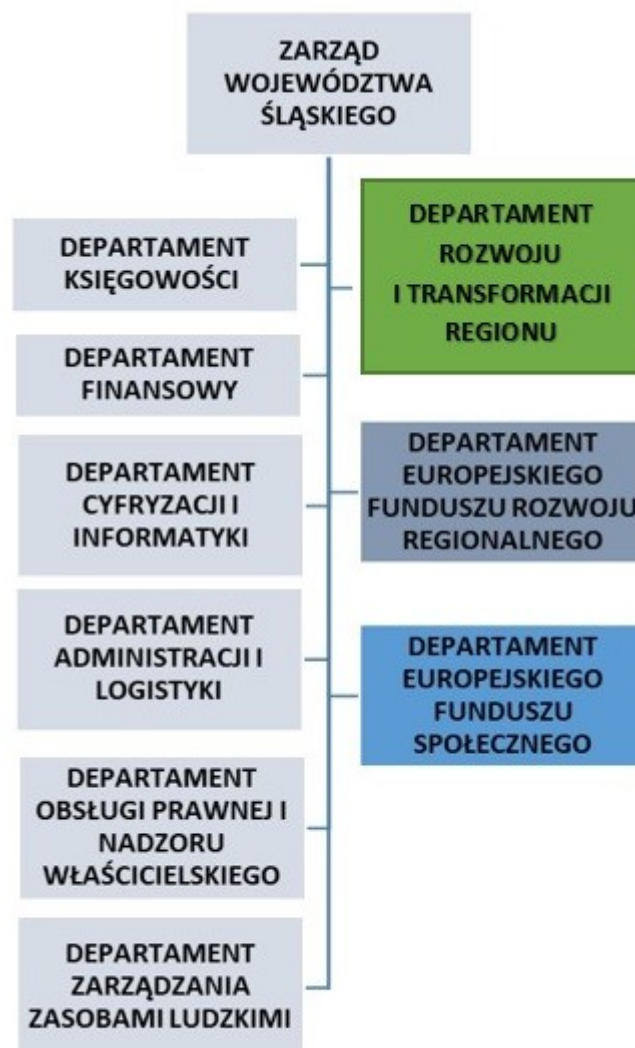 ZARZĄD
WOJEWÓDZTWA
ŚLĄSKIEGO
DEPARTAMENT
KSIĘGOWOŚCI
DEPARTAMENT
FINANSOWY
DEPARTAMENT
CYFRYZACJI I
INFORMATYKI
DEPARTAMENT
ADMINISTRACJI I
LOGISTYKI
DEPARTAMENT
OBSŁUGI PRAWNEJ I
NADZORU
WŁAŚCICIELSKIEGO
DEPARTAMENT
ZARZĄDZANIA
ZASOBAMI LUDZKIMI
DEPARTAMENT
ROZWOJU
I TRANSFORMACJI
REGIONU
DEPARTAMENT
EUROPEJSKIEGO
FUNDUSZU ROZWOJU
REGIONALNEGO
DEPARTAMENT
EUROPEJSKIEGO
FUNDUSZU
SPOŁECZNEGO